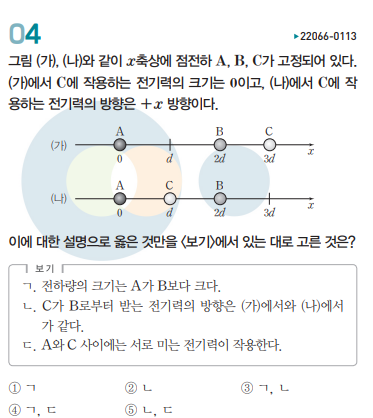 04
▸22066-0113
그림 (가), (나)와 같이 x축상에 점전하 A, B, C가 고정되어 있다.
(가)에서 C에 작용하는 전기력의 크기는 0이고, (나)에서 C에 작
용하는 전기력의 방향은 +x 방향이다.
A B C
(가)
0 d 2d 3d x
A C B
(나)
0 d 2d 3d x
이에 대한 설명으로 옳은 것만을 <보기>에서 있는 대로 고른 것은?
보기
ㄱ. 전하량의 크기는 A가 B보다 크다.
ㄴ. C가 B로부터 받는 전기력의 방향은 (가)에서와 (나)에서
가 같다.
ㄷ. A와 C 사이에는 서로 미는 전기력이 작용한다.
① ㄱ ② ㄴ ③ ㄱ, ㄴ
④ ㄱ, ㄷ ⑤ ㄴ, ㄷ